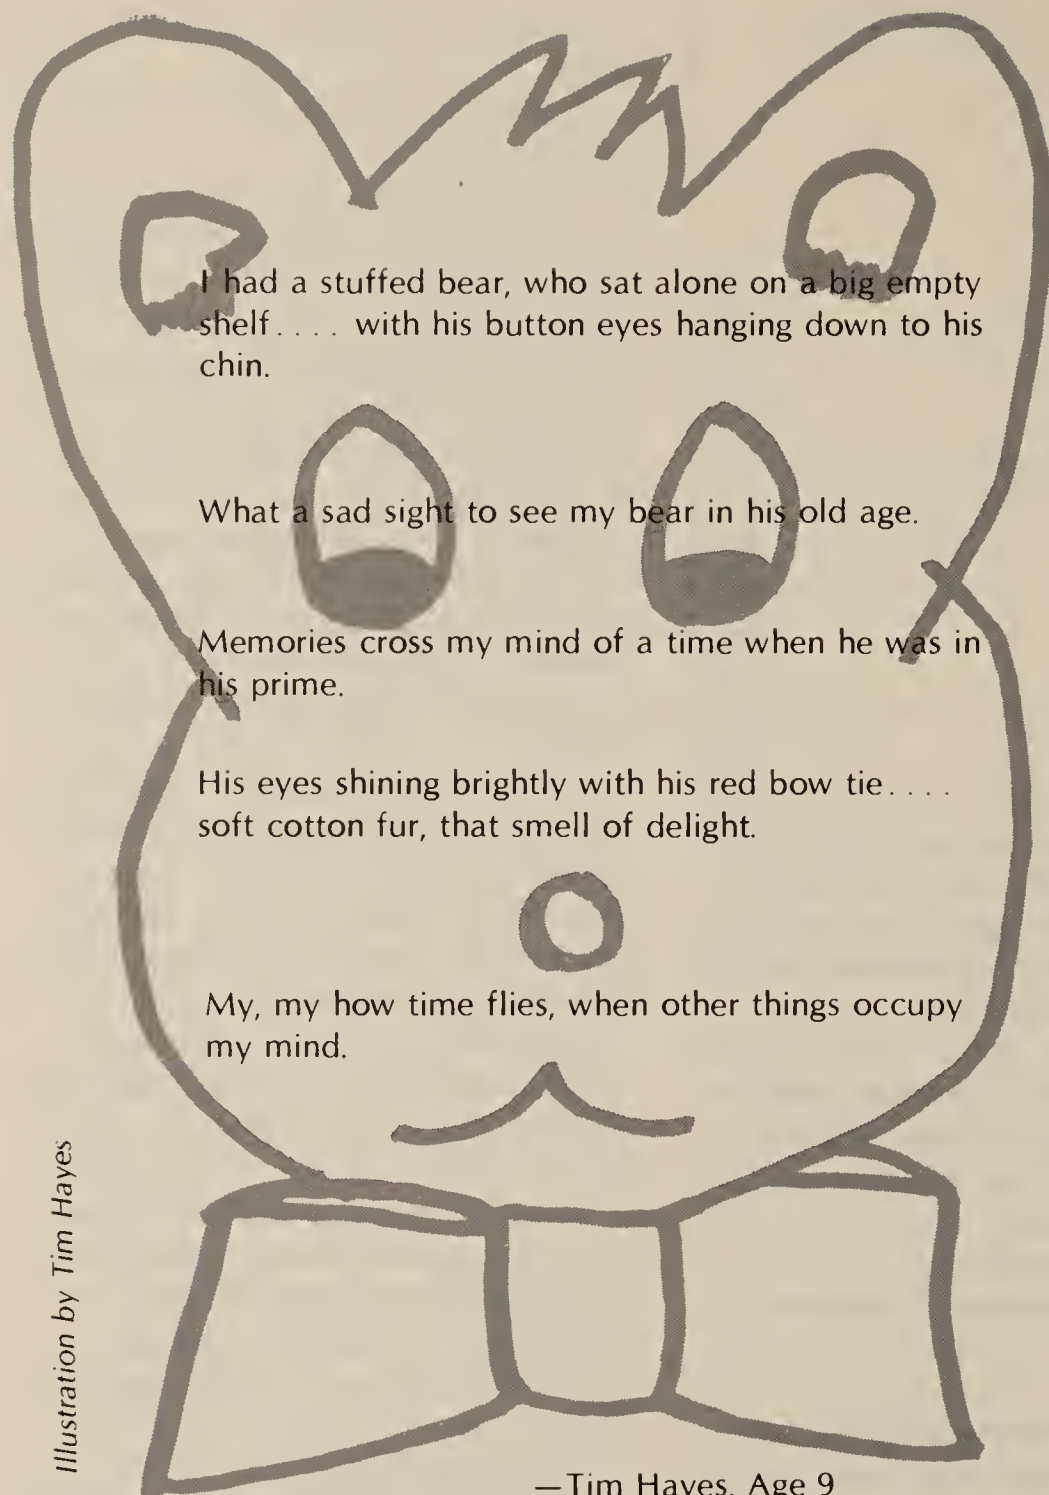 I had a stuffed bear, who sat alone on a big empty
shelf.... with his button eyes hanging down to his
chin.
What a sad sight to see my bear in his old age.
Memories cross my mind of a time when he was in
his prime.
His eyes shining brightly with his red bow tie....
soft cotton fur, that smell of delight.
My, my how time flies, when other things occupy
my mind.
Illustration by Tim Hayes
—Tim Hayes, Age 9